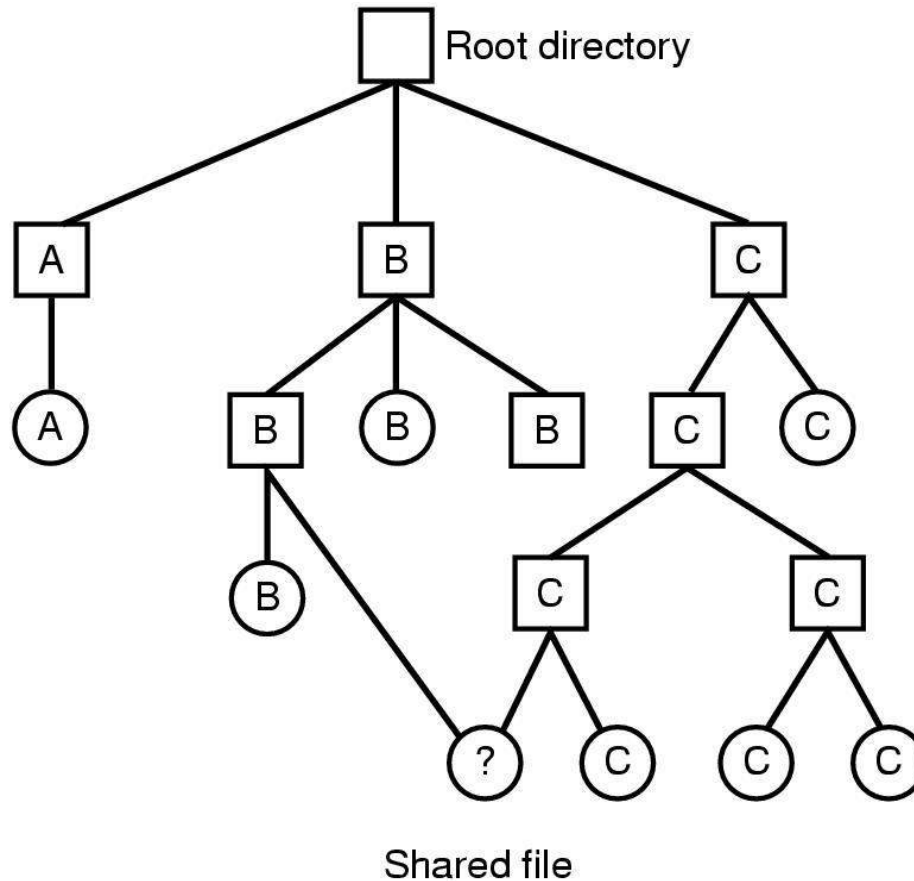 Root directory
A B C
A B B B C C
B C C
? C C C
Shared file